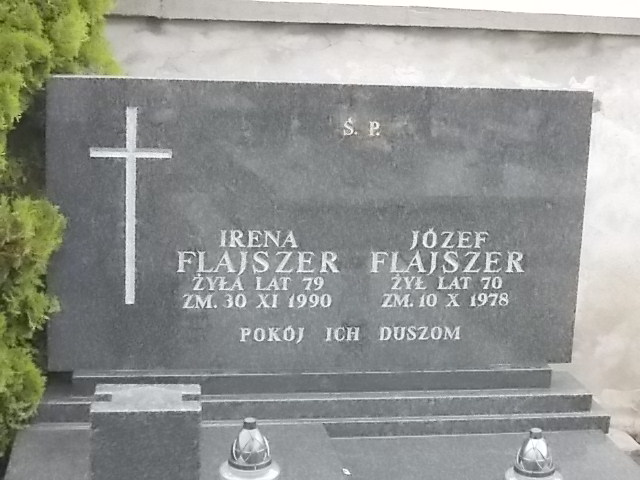 Ś. P.
IRENA
FLAJSZER
ŻYŁA LAT 79
ZM. 30 XI 1990
JÓZEF
FLAJSZER
ŻYŁ LAT 70
ZM. 10 X 1978
POKÓJ ICH DUSZOM